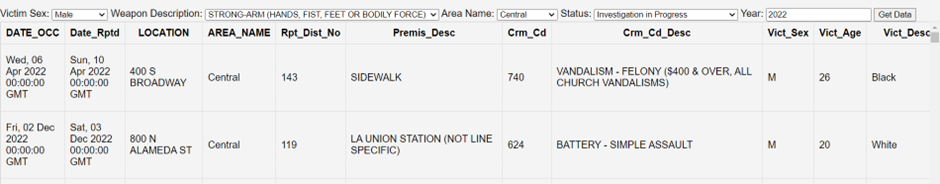 Victim Sex: Male Weapon Description: STRONG-ARM (HANDS, FIST, FEET OR BODILY FORCE) Area Name: Central Status: Investigation in Progress Year: 2022 Get Data
DATE_OCC Date_Rptd LOCATION AREA_NAME Rpt_Dist_No Premis_Desc Crm_Cd Crm_Cd_Desc Vict_Sex Vict_Age Vict_Desc
Wed, 06 Apr 2022 00:00:00 GMT Sun, 10 Apr 2022 00:00:00 GMT 400 S BROADWAY Central 143 SIDEWALK 740 VANDALISM - FELONY ($400 & OVER, ALL CHURCH VANDALISMS) M 26 Black
Fri, 02 Dec 2022 00:00:00 GMT Sat, 03 Dec 2022 00:00:00 GMT 800 N ALAMEDA ST Central 119 LA UNION STATION (NOT LINE SPECIFIC) 624 BATTERY - SIMPLE ASSAULT M 20 White